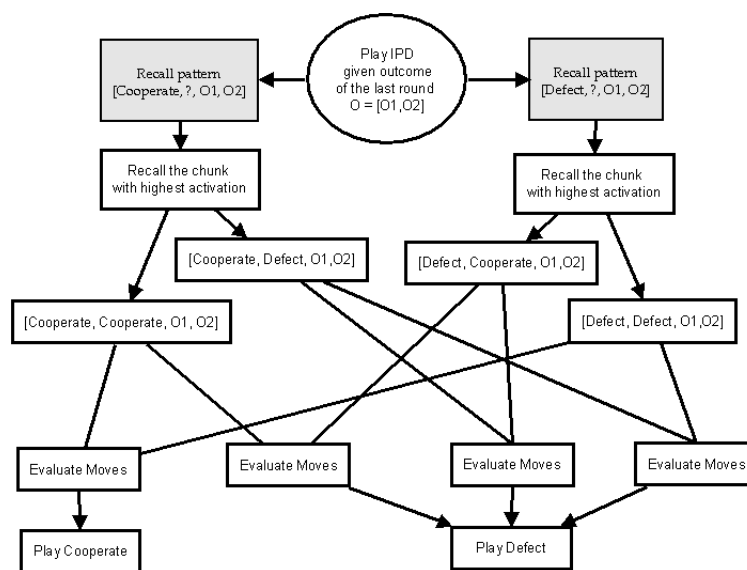 Play IPD
given outcome
of the last round
O = [O1,O2]
Recall pattern
[Cooperate, ?, O1, O2]
Recall pattern
[Defect, ?, O1, O2]
Recall the chunk
with highest activation
Recall the chunk
with highest activation
[Cooperate, Defect, O1,O2]
[Defect, Cooperate, O1,O2]
[Cooperate, Cooperate, O1, O2]
[Defect, Defect, O1,O2]
Evaluate Moves
Evaluate Moves
Evaluate Moves
Evaluate Moves
Play Cooperate
Play Defect